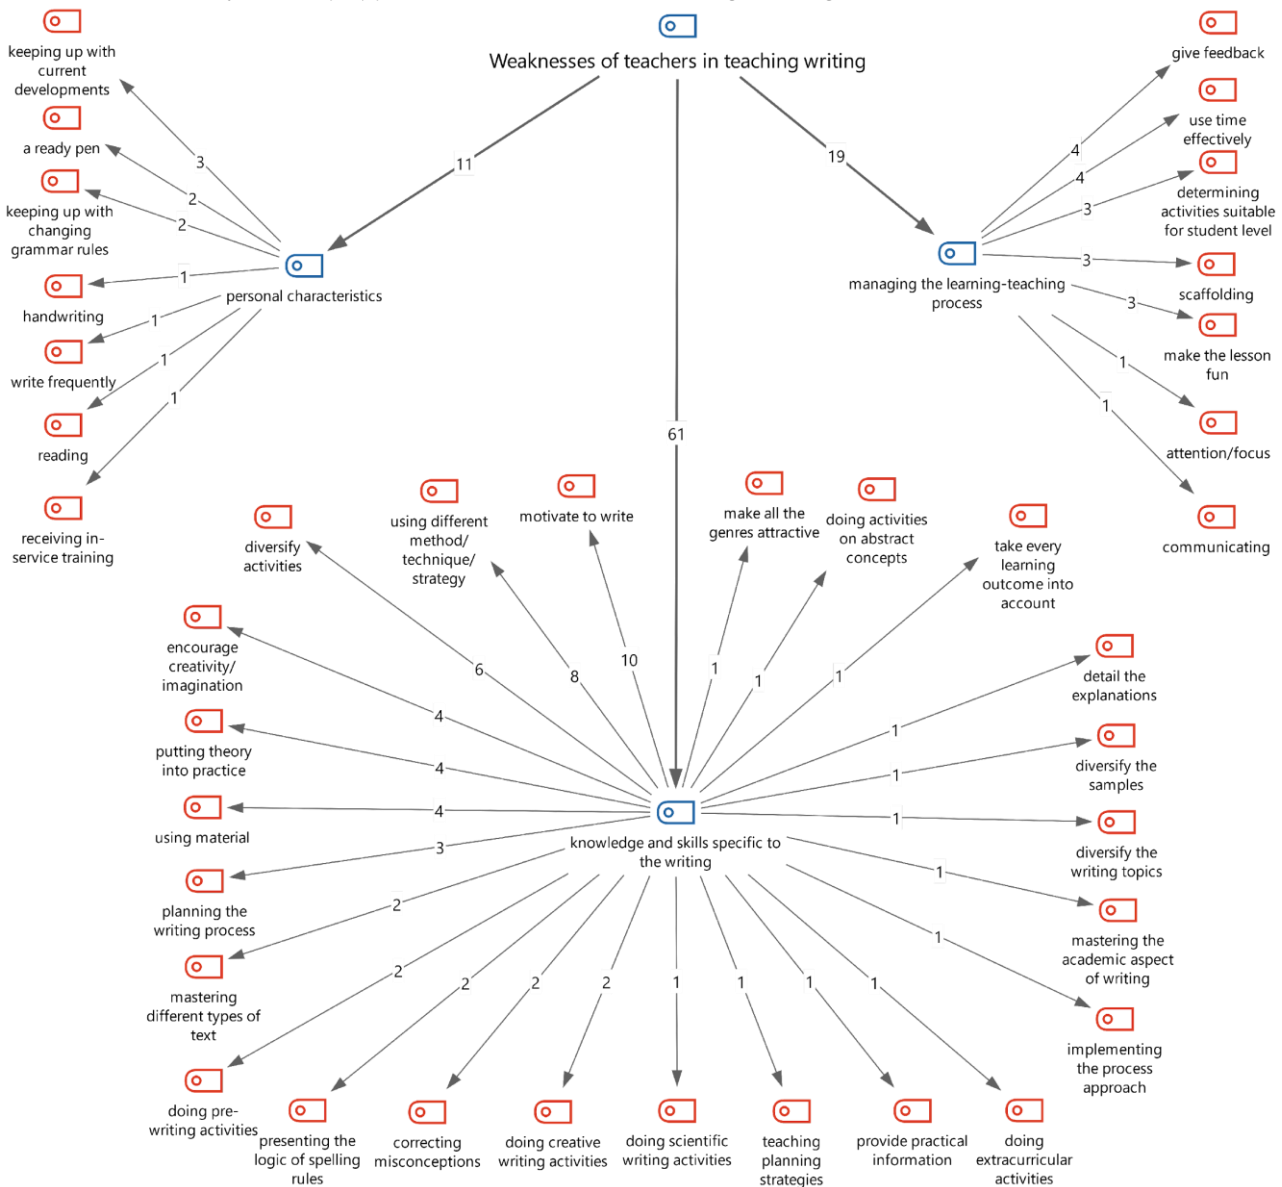 Weaknesses of teachers in teaching writing
11
61
19
keeping up with
current
developments
a ready pen
keeping up with
changing
grammar rules
handwriting
write frequently
reading
receiving in-
service training
3
2
2
1
1
1
1
personal characteristics
give feedback
use time
effectively
determining
activities suitable
for student level
scaffolding
make the lesson
fun
attention/focus
communicating
4
4
3
3
3
1
1
managing the learning-teaching
process
diversify
activities
using different
method/
technique/
strategy
motivate to write
make all the
genres attractive
doing activities
on abstract
concepts
take every
learning
outcome into
account
6
8
10
1
1
1
encourage
creativity/
imagination
4
putting theory
into practice
4
using material
4
planning the
writing process
3
mastering
different types of
text
2
doing pre-
writing activities
2
knowledge and skills specific to
the writing
detail the
explanations
1
diversify the
samples
1
diversify the
writing topics
1
mastering the
academic aspect
of writing
1
implementing
the process
approach
1
2
2
2
1
1
1
1
presenting the
logic of spelling
rules
correcting
misconceptions
doing creative
writing activities
doing scientific
writing activities
teaching
planning
strategies
provide practical
information
doing
extracurricular
activities